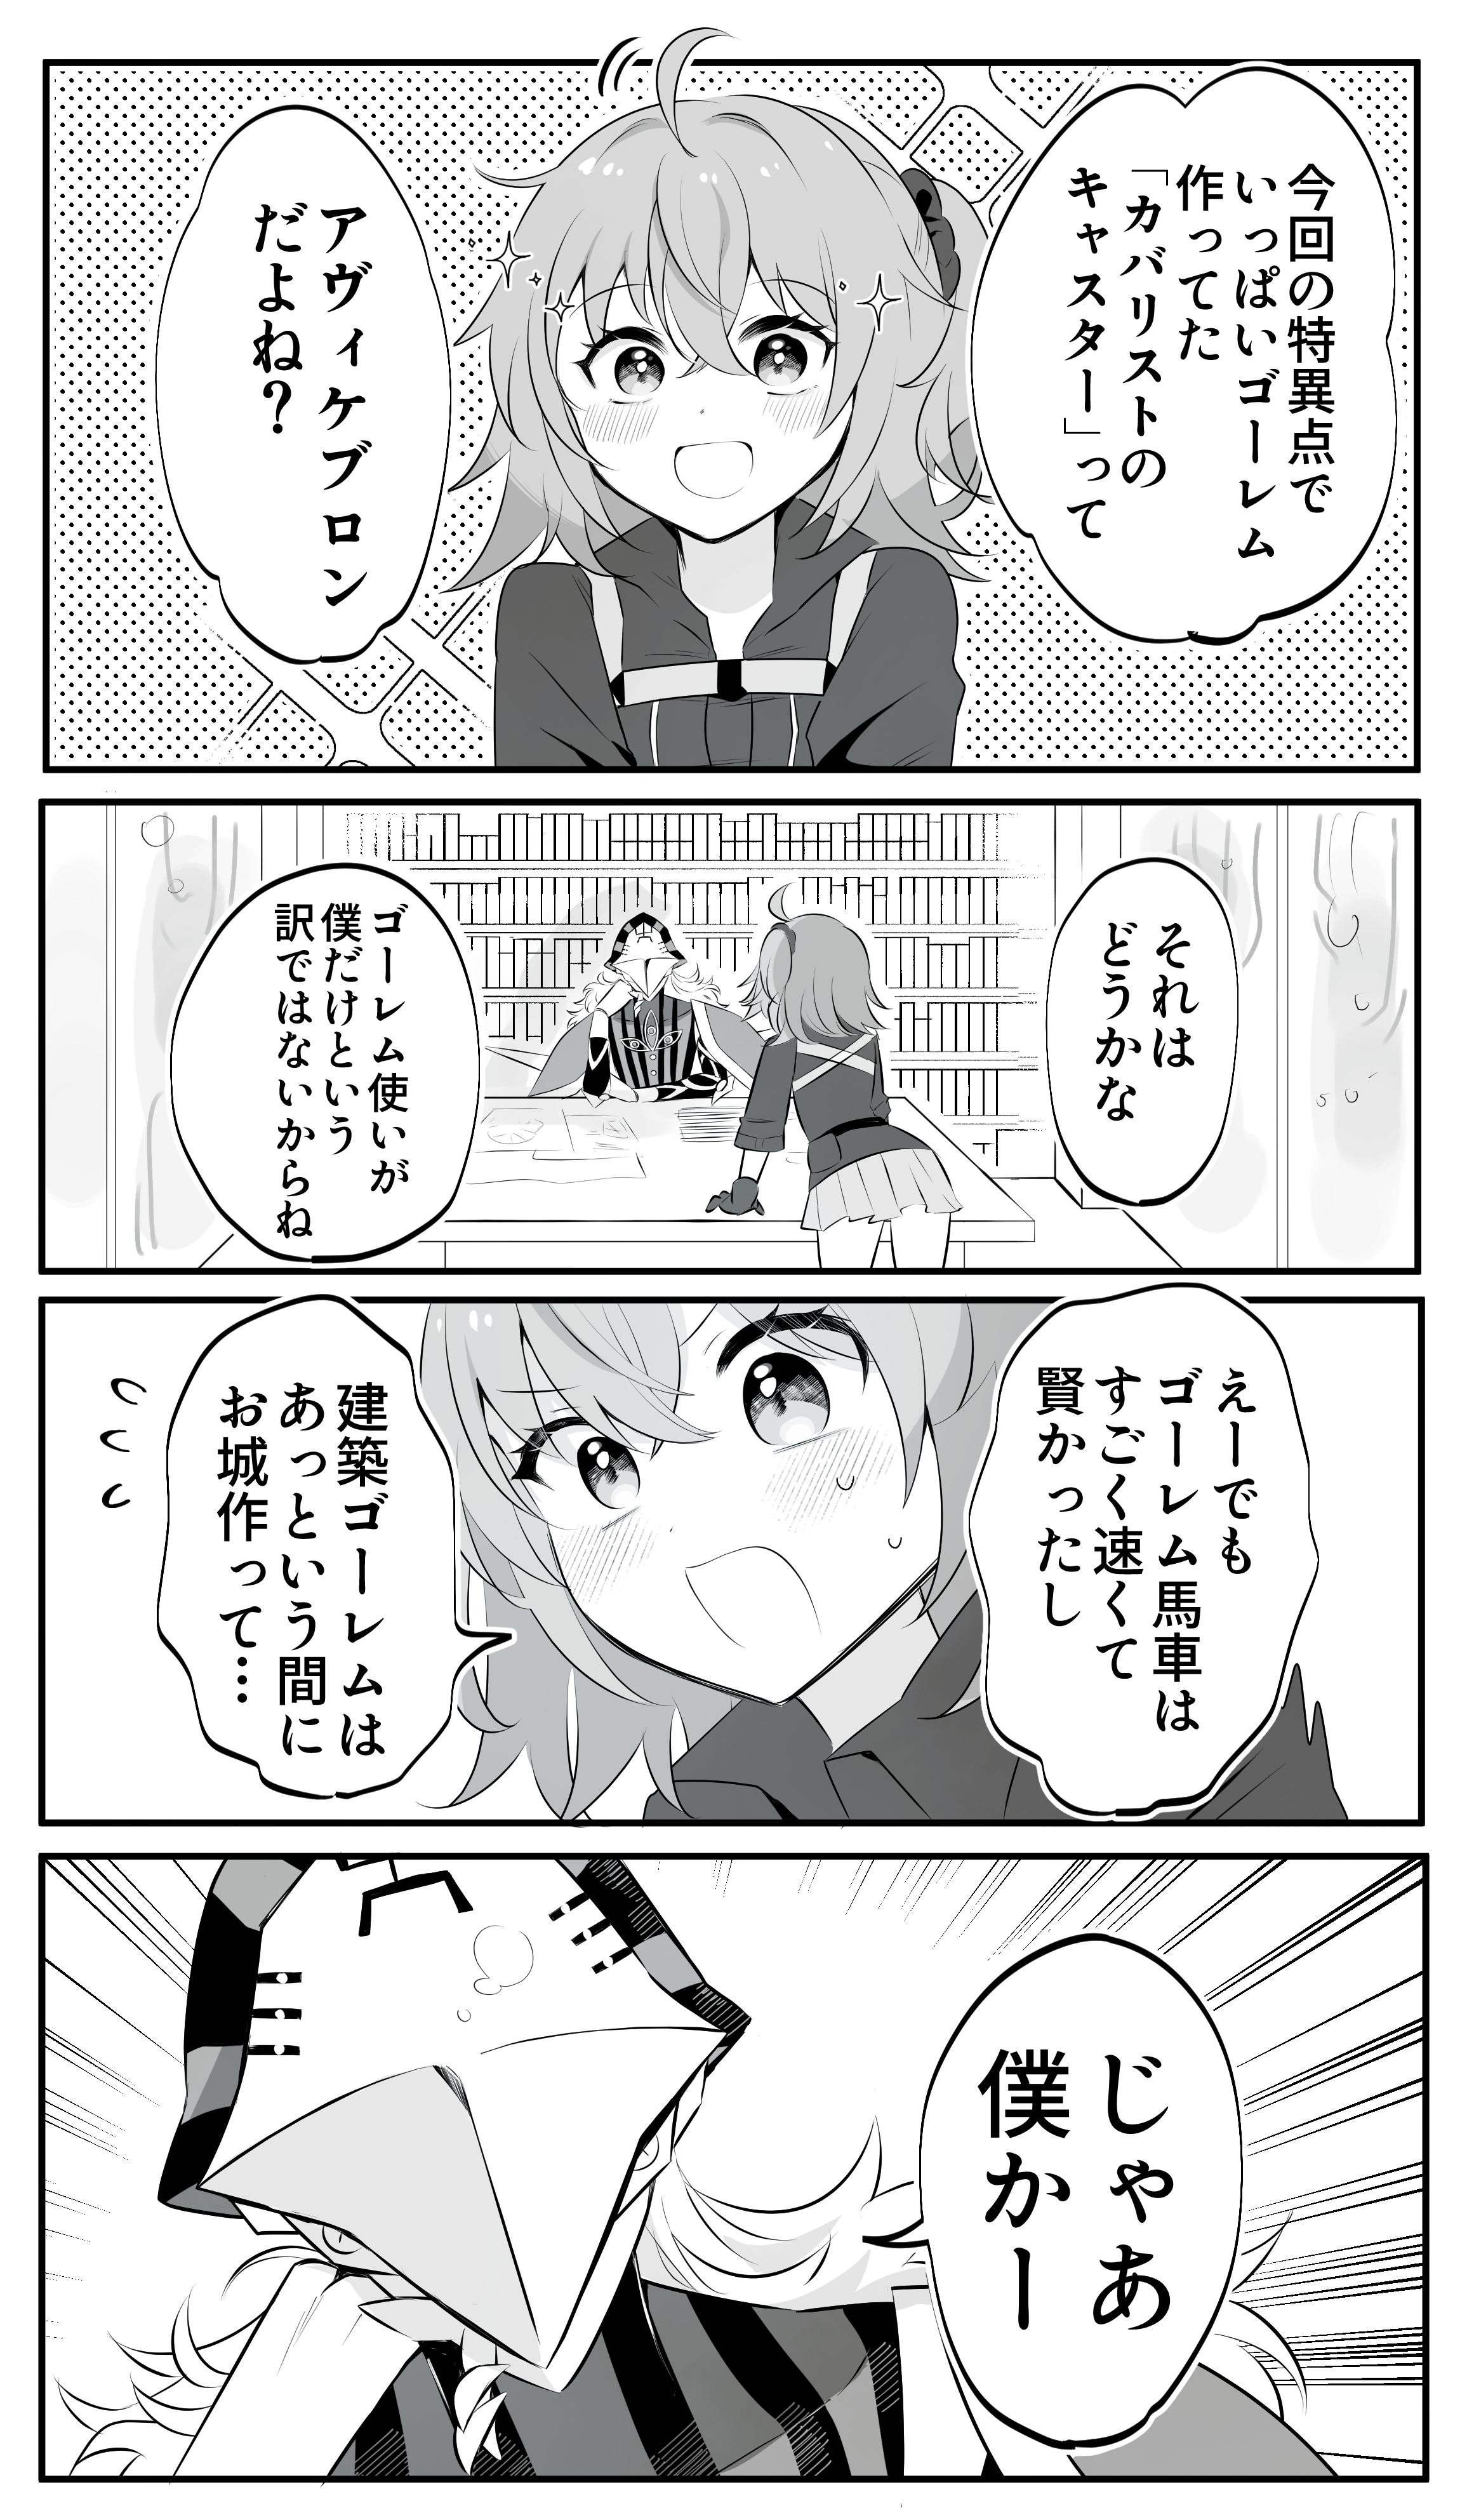 今回の特異点で
いっぱいゴーレム
作ってた
「カバリストの
キャスター」って
アヴィケブロン
だよね？
それは
どうかな
ゴーレム使いが
僕だけという
訳ではないからね
えーでも
ゴーレム馬車は
すごく速くて
賢かったし
建築ゴーレムは
あっという間に
お城作って…
じゃあ
僕かー